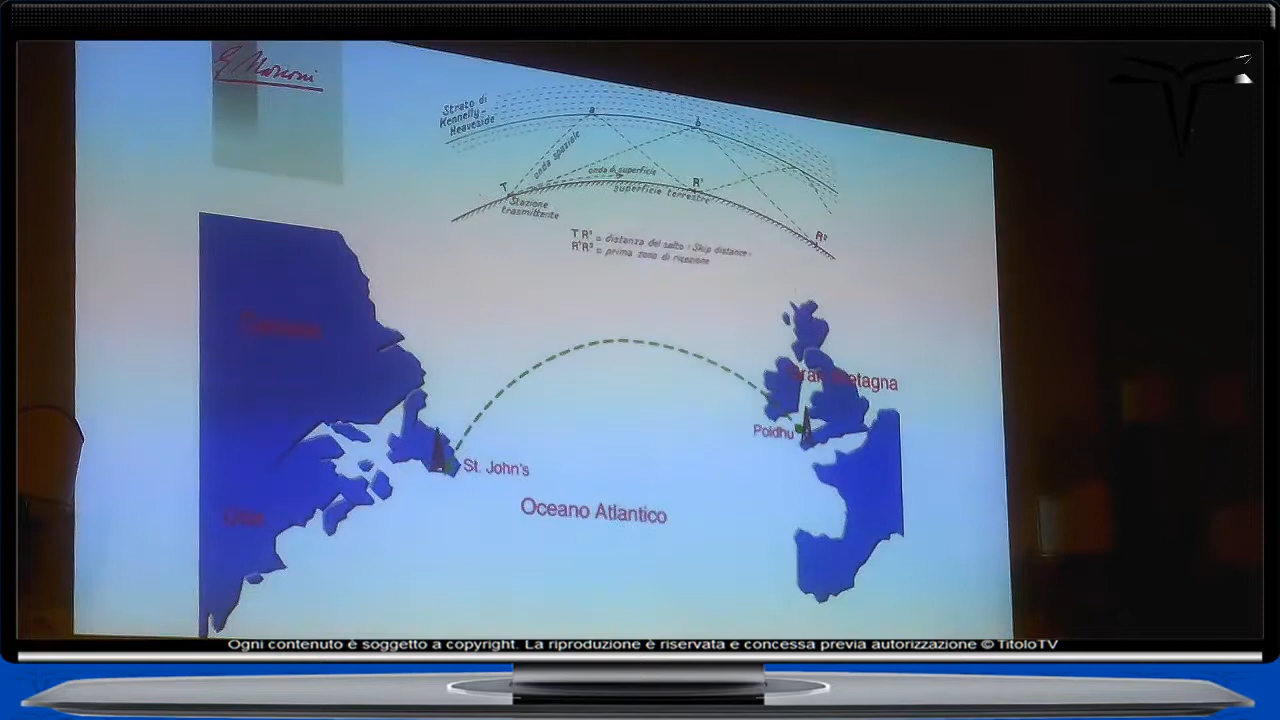 G Marconi
Strato di
Kennelly-
Heaveside
a
b
onda spaziale
onda di superficie
T
R¹
superficie terrestre
Stazione
trasmittente
R²
T R¹ = distanza del salto (Skip distance)
R¹R² = prima zona di ricezione
Canada
Gran Bretagna
Poldhu
St. John's
Oceano Atlantico
Usa
Ogni contenuto è soggetto a copyright. La riproduzione è riservata e concessa previa autorizzazione © TitoloTV